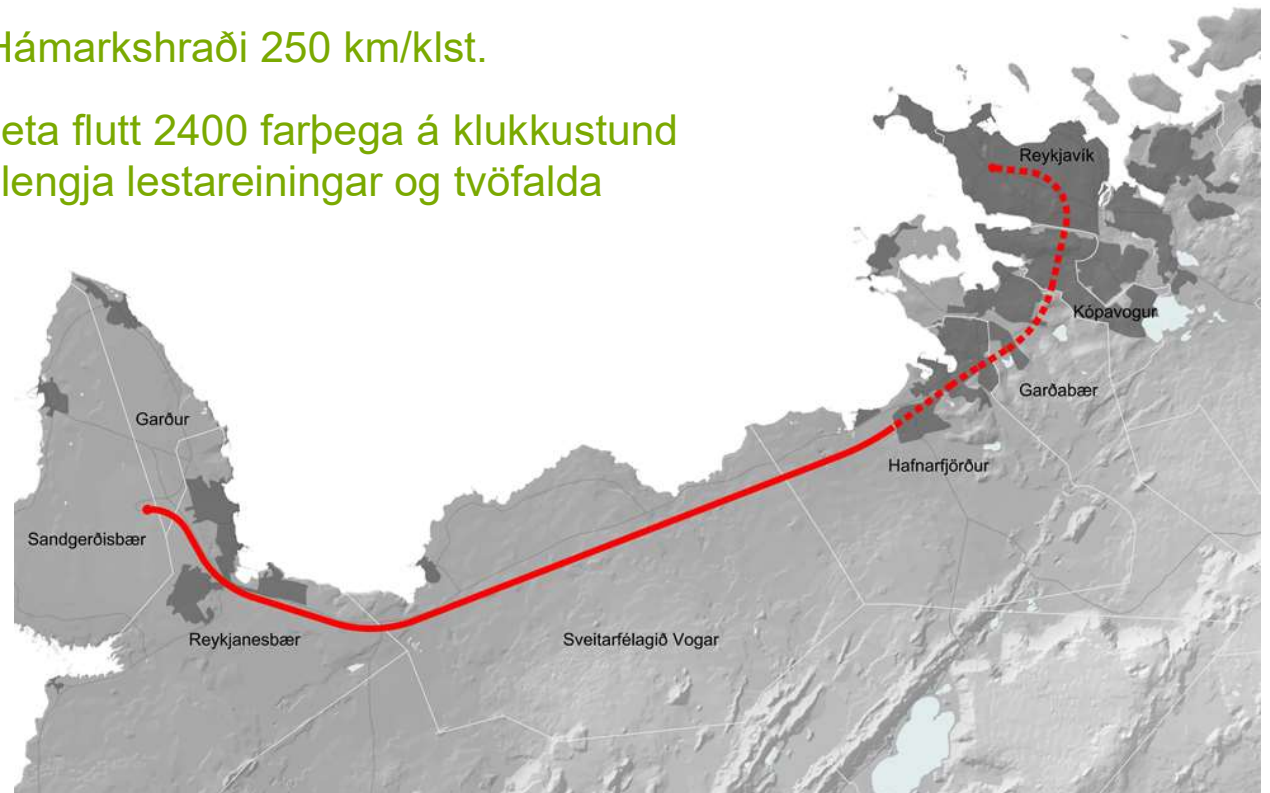 Hámarkshraði 250 km/klst.
eta flutt 2400 farþega á klukkustund
lengja lestareiningar og tvöfalda
Reykjavík
Kópavogur
Garðabær
Garður
Hafnarfjörður
Sandgerðisbær
Reykjanesbær
Sveitarfélagið Vogar